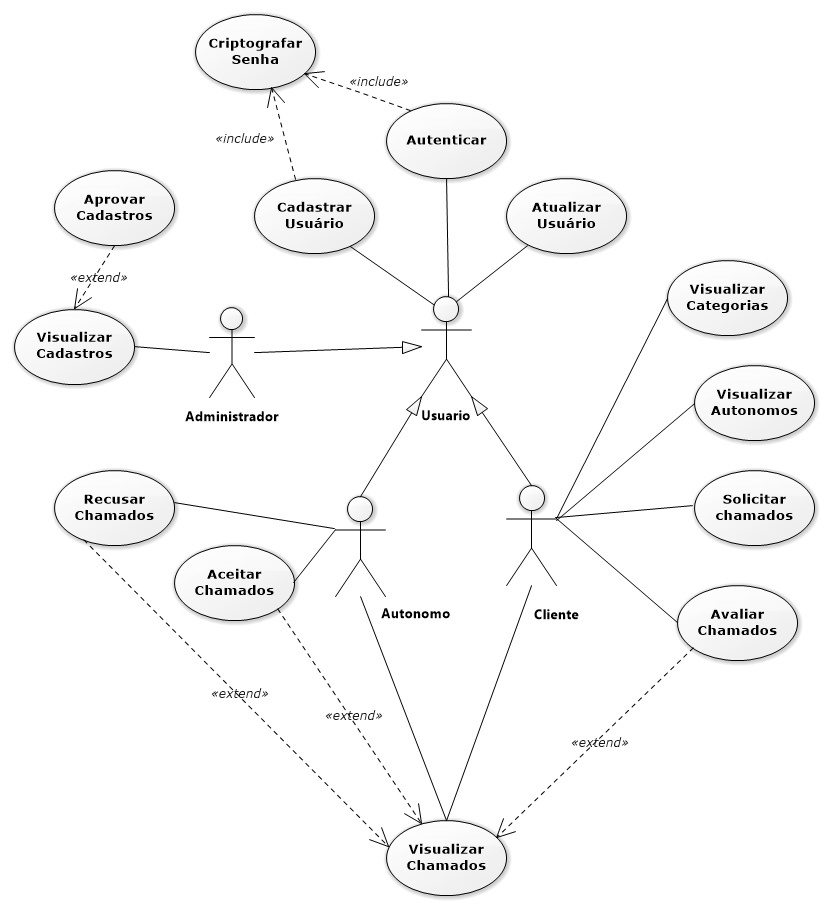 Criptografar
Senha
«include»
«include»
Autenticar
Aprovar
Cadastros
Cadastrar
Usuário
Atualizar
Usuário
«extend»
Visualizar
Categorias
Visualizar
Cadastros
Administrador
Usuario
Visualizar
Autonomos
Recusar
Chamados
Solicitar
chamados
Aceitar
Chamados
Autonomo
Cliente
Avaliar
Chamados
«extend»
«extend»
«extend»
Visualizar
Chamados